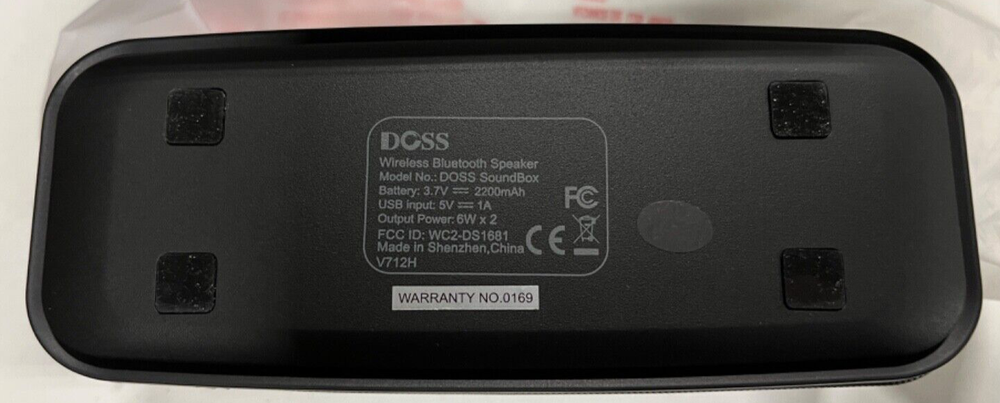 DOSS
Wireless Bluetooth Speaker
Model No.: DOSS SoundBox
Battery: 3.7V ⎓ 2200mAh
USB input: 5V ⎓ 1A
Output Power: 6W x 2
FCC ID: WC2-DS1681
Made in Shenzhen,China
V712H
FC
CE
WARRANTY NO.0169